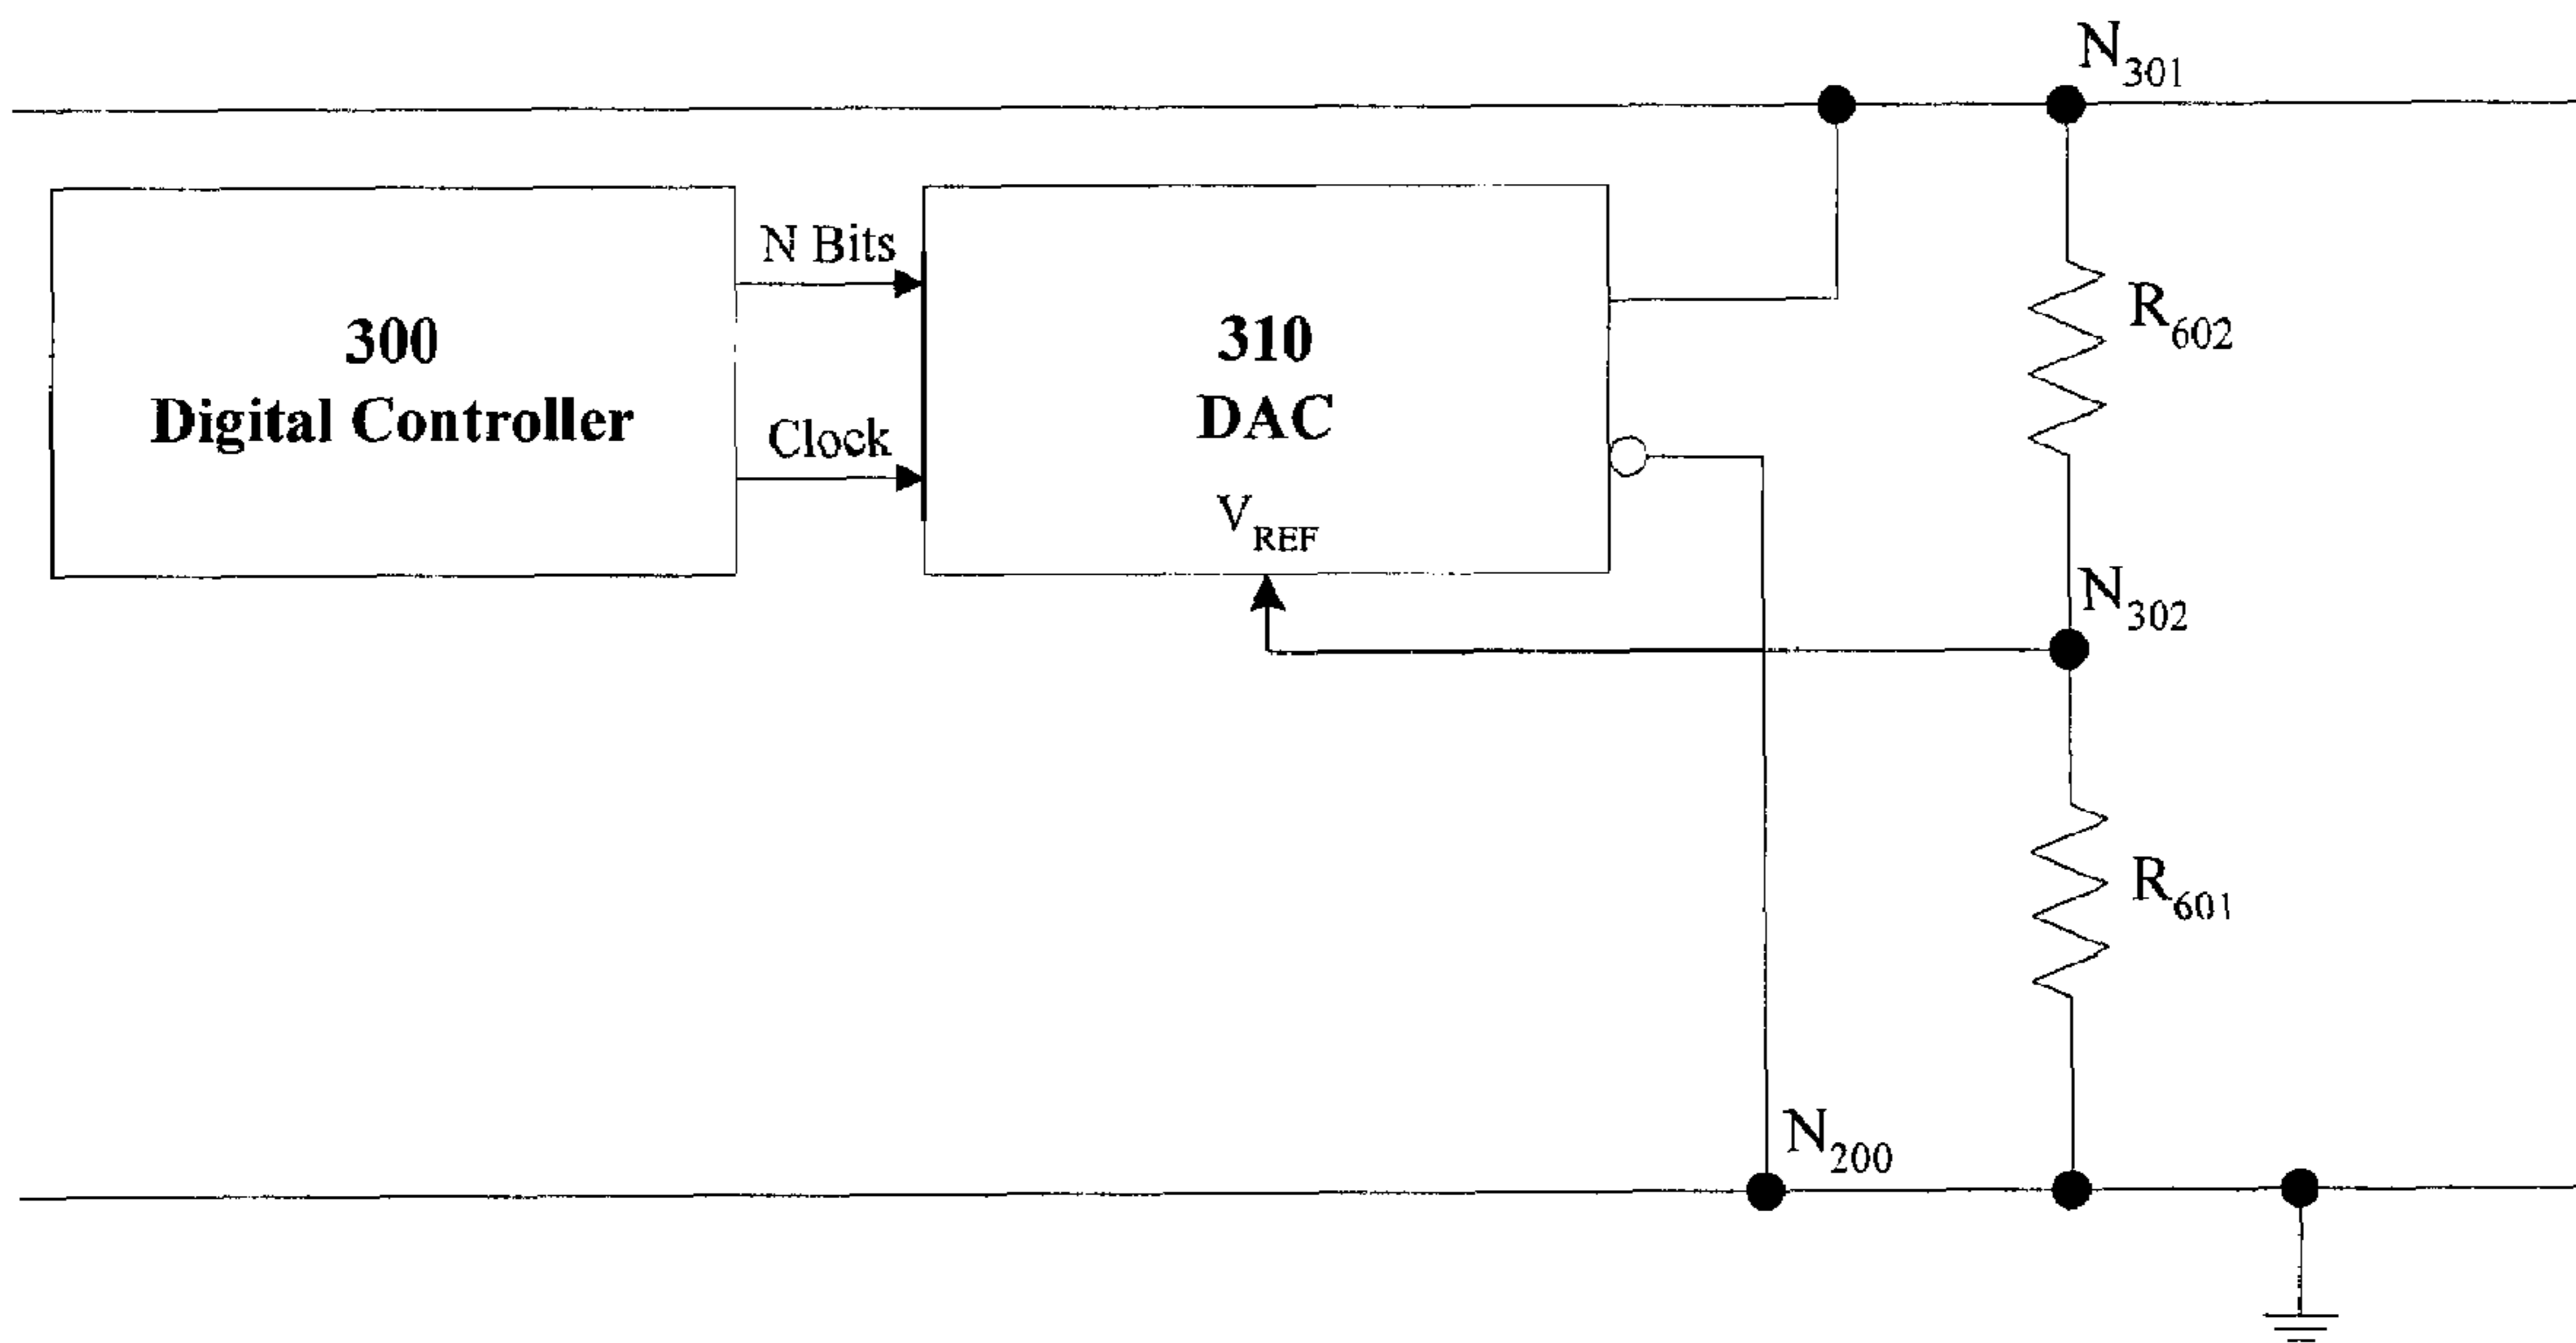 N301
N Bits
300
Digital Controller
Clock
310
DAC
VREF
R602
N302
R601
N200